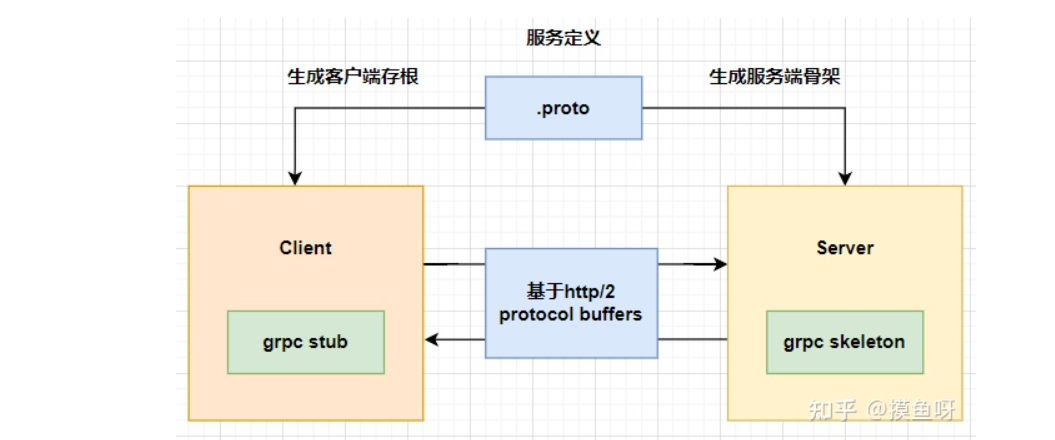 服务定义
生成客户端存根
生成服务端骨架
.proto
Client
Server
基于http/2
protocol buffers
grpc stub
grpc skeleton
知乎 @摸鱼呀